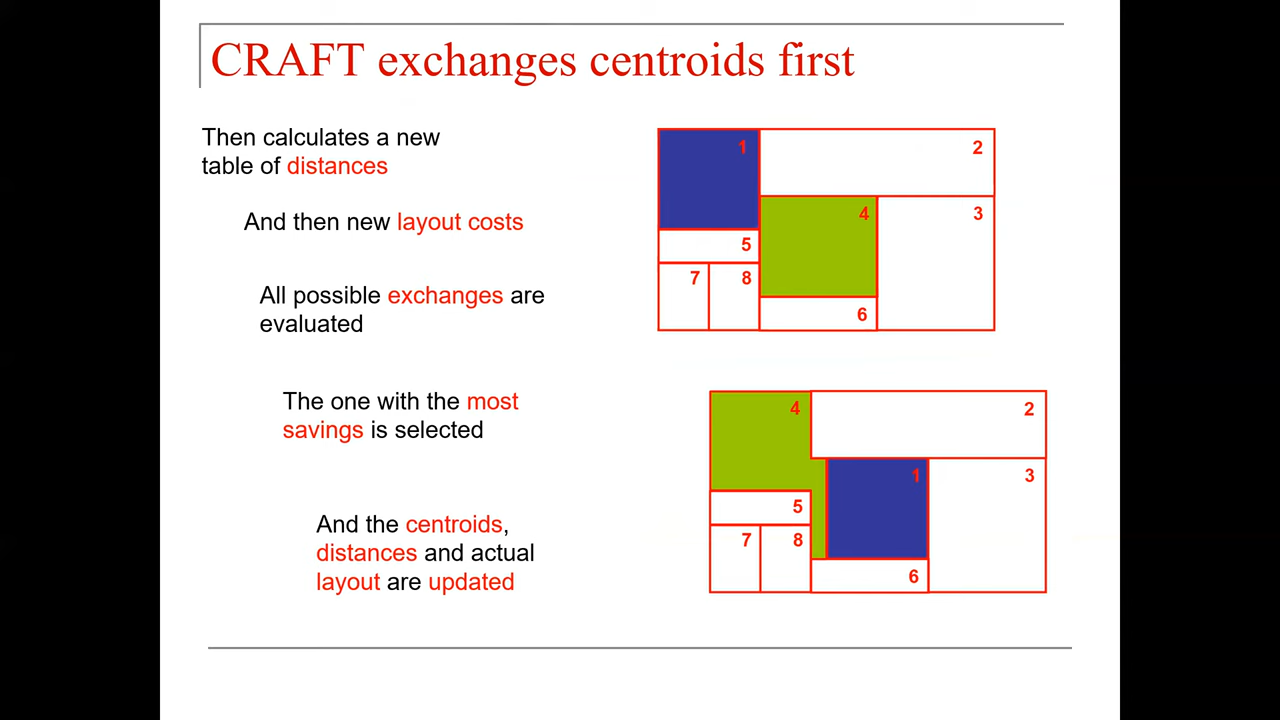 CRAFT exchanges centroids first
Then calculates a new
table of distances
And then new layout costs
All possible exchanges are
evaluated
The one with the most
savings is selected
And the centroids,
distances and actual
layout are updated
1
2
4
3
5
7
8
6
4
2
1
3
5
7
8
6